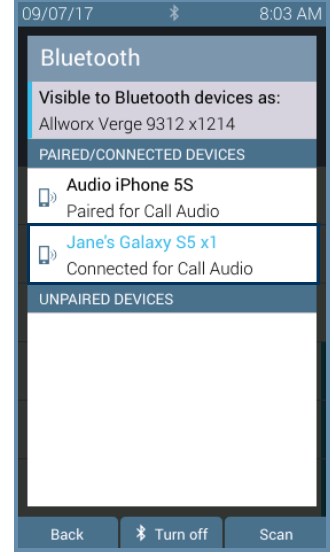 09/07/17 8:03 AM
Bluetooth
Visible to Bluetooth devices as:
Allworx Verge 9312 x1214
PAIRED/CONNECTED DEVICES
Audio iPhone 5S
Paired for Call Audio
Jane's Galaxy S5 x1
Connected for Call Audio
UNPAIRED DEVICES
Back Turn off Scan